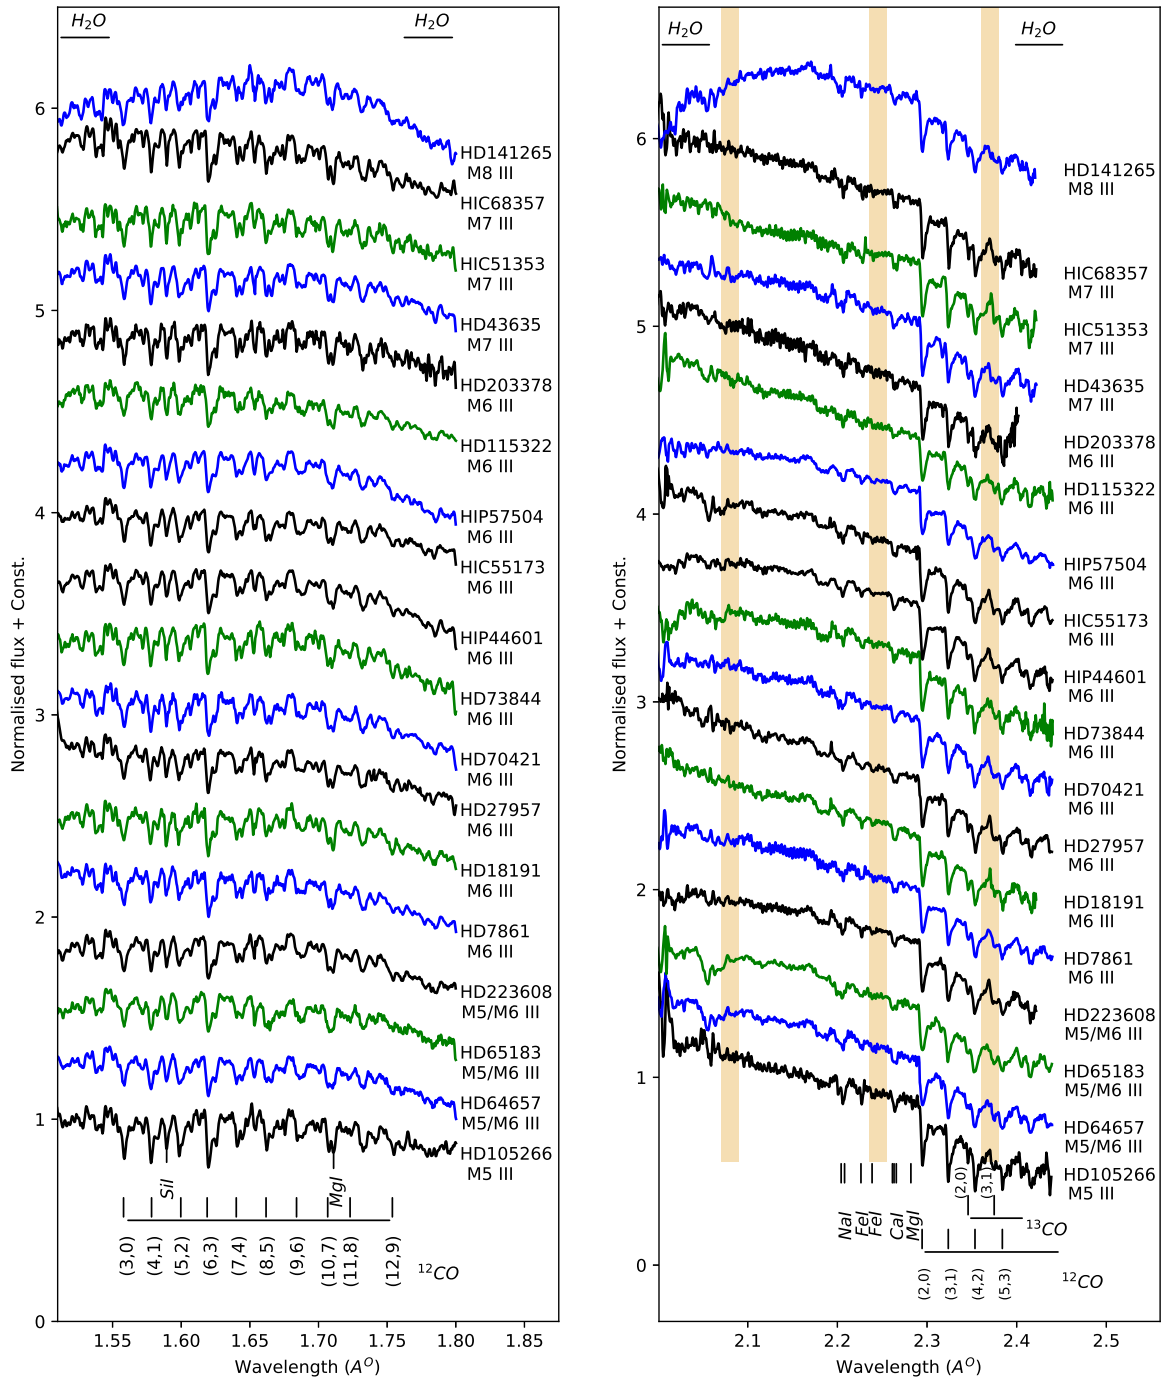 H₂O H₂O
HD141265
M8 III
HIC68357
M7 III
HIC51353
M7 III
HD43635
M7 III
HD203378
M6 III
HD115322
M6 III
HIP57504
M6 III
HIC55173
M6 III
HIP44601
M6 III
HD73844
M6 III
HD70421
M6 III
HD27957
M6 III
HD18191
M6 III
HD7861
M6 III
HD223608
M5/M6 III
HD65183
M5/M6 III
HD64657
M5/M6 III
HD105266
M5 III
SiI MgI
(3,0) (4,1) (5,2) (6,3) (7,4) (8,5) (9,6) (10,7) (11,8) (12,9) ¹²CO
6
5
4
3
2
1
0
Normalised flux + Const.
1.55 1.60 1.65 1.70 1.75 1.80 1.85
Wavelength (Aᴼ)
H₂O H₂O
HD141265
M8 III
HIC68357
M7 III
HIC51353
M7 III
HD43635
M7 III
HD203378
M6 III
HD115322
M6 III
HIP57504
M6 III
HIC55173
M6 III
HIP44601
M6 III
HD73844
M6 III
HD70421
M6 III
HD27957
M6 III
HD18191
M6 III
HD7861
M6 III
HD223608
M5/M6 III
HD65183
M5/M6 III
HD64657
M5/M6 III
HD105266
M5 III
(2,0) (3,1)
¹³CO
NaI FeI FeI CaI MgI
(2,0) (3,1) (4,2) (5,3) ¹²CO
6
5
4
3
2
1
0
Normalised flux + Const.
2.1 2.2 2.3 2.4 2.5
Wavelength (Aᴼ)